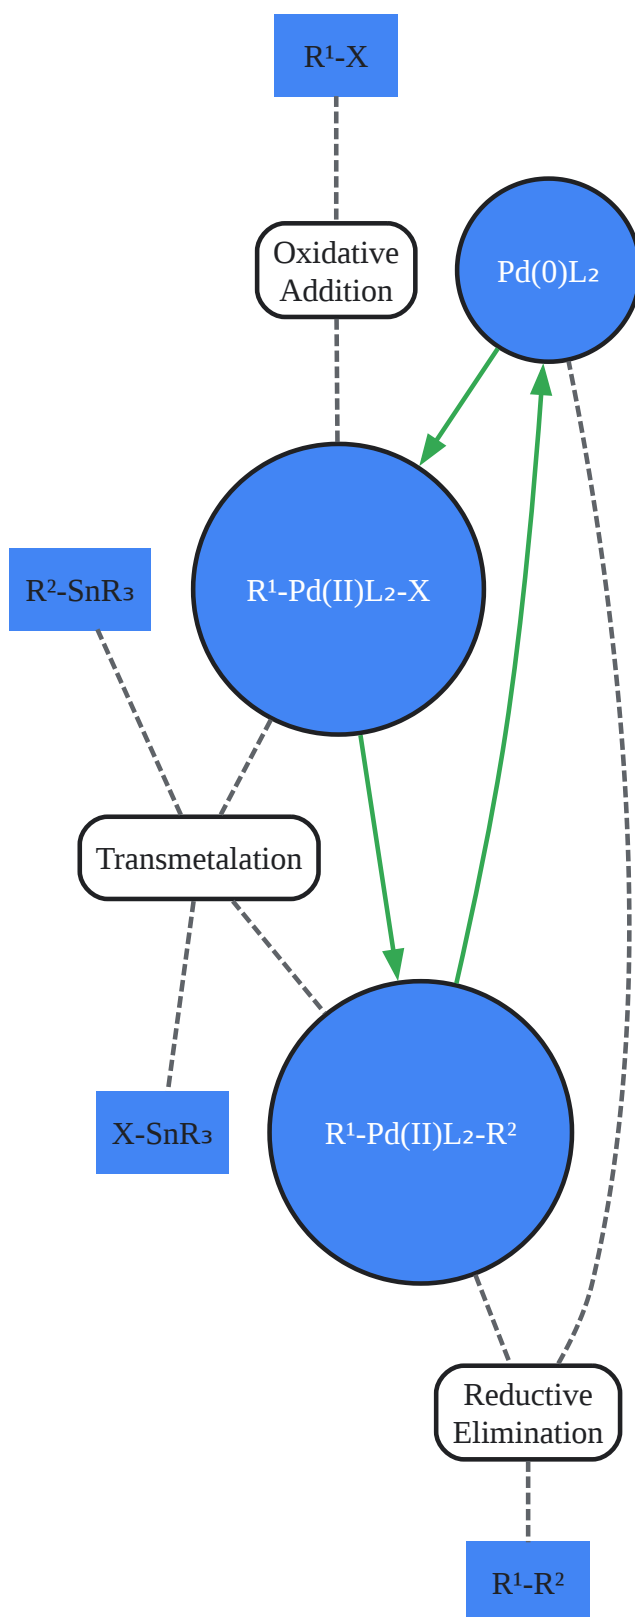 R¹-X
Oxidative
Addition
Pd(0)L₂
R¹-Pd(II)L₂-X
R²-SnR₃
Transmetalation
X-SnR₃
R¹-Pd(II)L₂-R²
Reductive
Elimination
R¹-R²